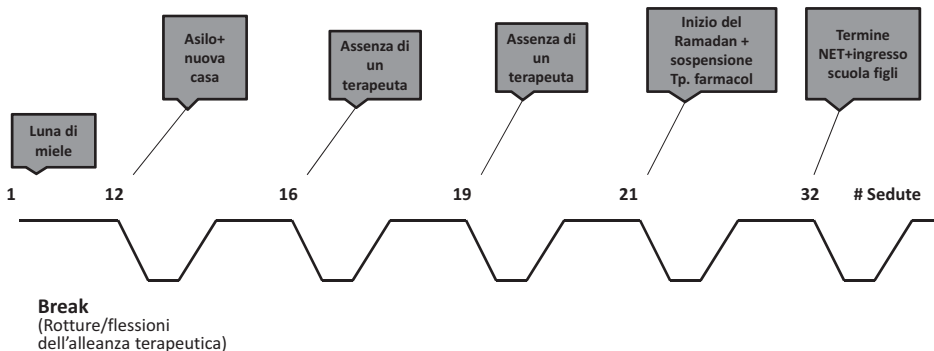 Luna di
miele
Asilo+
nuova
casa
Assenza di
un
terapeuta
Assenza di
un
terapeuta
Inizio del
Ramadan +
sospensione
Tp. farmacol
Termine
NET+ingresso
scuola figli
1 12 16 19 21 32 # Sedute
Break
(Rotture/flessioni
dell'alleanza terapeutica)